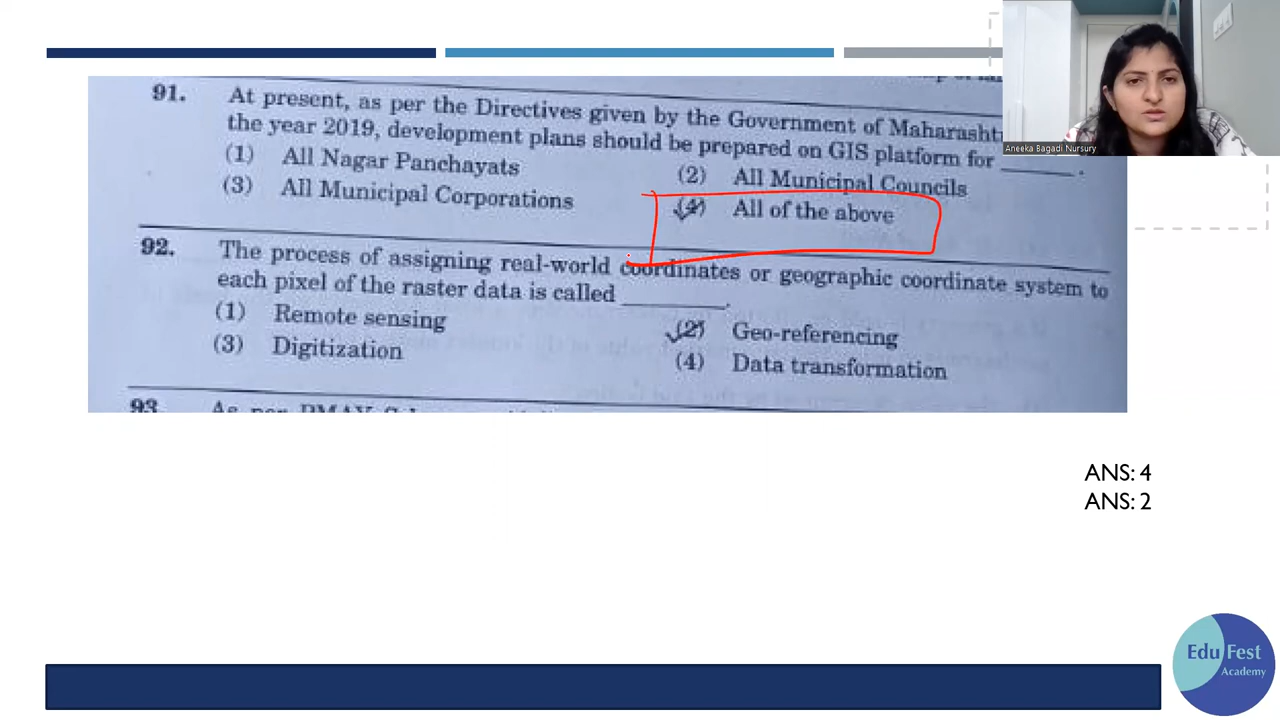 91. At present, as per the Directives given by the Government of
the year 2019, development plans should be prepared on GIS platform for ________.
(1) All Nagar Panchayats (2) All Municipal Councils
(3) All Municipal Corporations (4) All of the above
92. The process of assigning real-world coordinates or geographic coordinate system to
each pixel of the raster data is called ________.
(1) Remote sensing (2) Geo-referencing
(3) Digitization (4) Data transformation
93
Aneeka Bagadi Nursury
ANS: 4
ANS: 2
Edu Fest
Academy